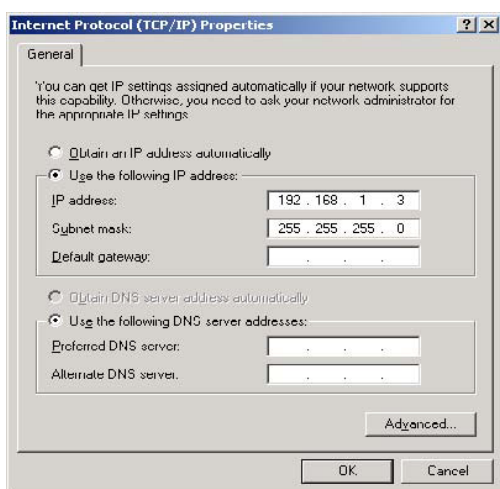 Internet Protocol (TCP/IP) Properties
General
You can get IP settings assigned automatically if your network supports
this capability. Otherwise, you need to ask your network administrator for
the appropriate IP settings.
Obtain an IP address automatically
Use the following IP address:
IP address: 192 . 168 . 1 . 3
Subnet mask: 255 . 255 . 255 . 0
Default gateway: . . .
Obtain DNS server address automatically
Use the following DNS server addresses:
Preferred DNS server: . . .
Alternate DNS server: . . .
Advanced...
OK Cancel